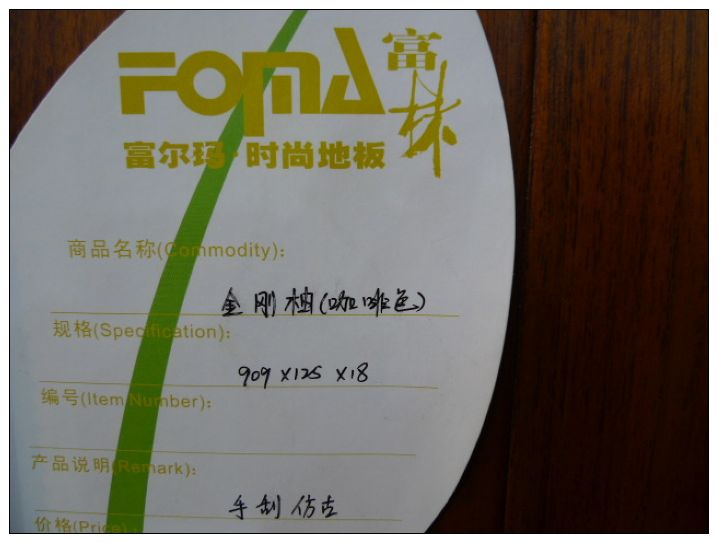 FOMA 富林
富尔玛·时尚地板
商品名称(Commodity):
金刚柚(咖啡色)
规格(Specification):
909×125×18
编号(Item Number):
产品说明(Remark):
手刮仿古
价格(Price):